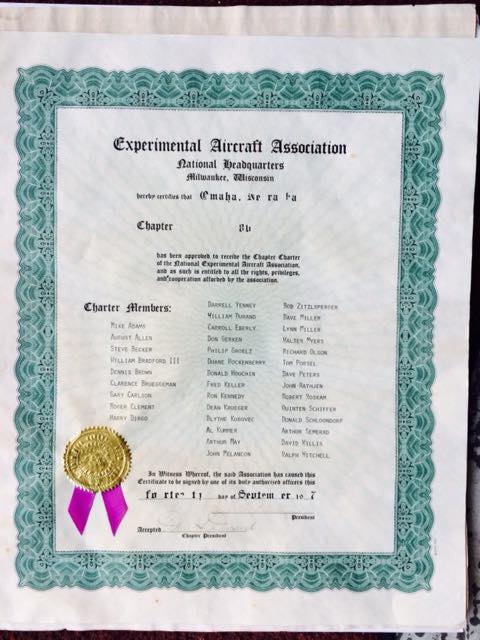 Experimental Aircraft Association
National Headquarters
Milwaukee, Wisconsin
hereby certifies that Omaha,
Chapter
has been approved to receive the Chapter Charter
of the National Experimental Aircraft Association,
and as such is entitled to all the rights, privileges,
and cooperation afforded by the association.
Charter Members:
Mike Adams
August Allen
Steve Becker
William Bradford III
Dennis Brown
Clarence Brueggeman
Gary Carlson
Roger Clement
Harry Diego
Darrell Yenney
William Durand
Carroll Eberly
Don Gerken
Philip Groelz
Duane Hockenberry
Donald Houchin
Fred Keller
Ron Kennedy
Dean Krueger
Blythe Kubovec
Al Kummer
Arthur May
John Melancon
Bob Zitzlsperger
Dave Miller
Lynn Miller
Walter Myers
Richard Olson
Tom Porsel
Dave Peters
John Rathjen
Robert Roskam
Quinten Schiffer
Donald Schloondorf
Arthur Semerad
David Villis
Ralph Mitchell
In Witness Whereof, the said Association has caused this
Certificate to be signed by one of its duly authorized officers this
day of
President
Accepted
Chapter President